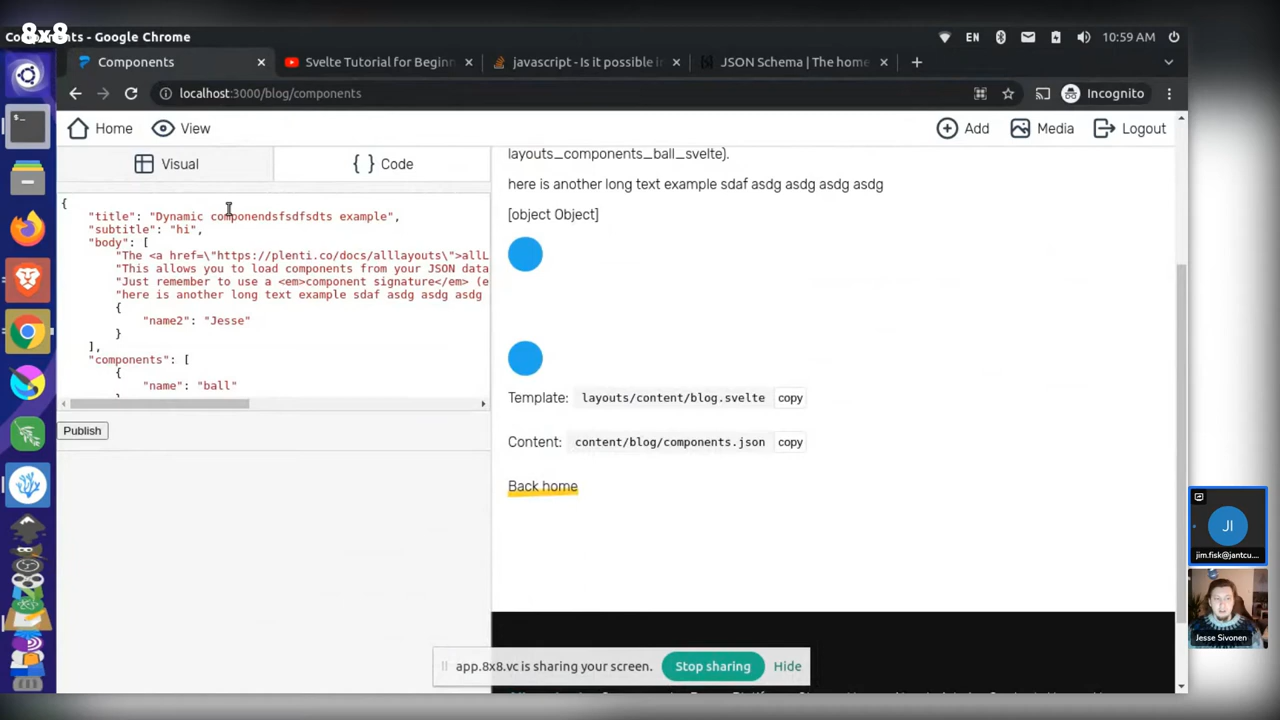 8x8
Components - Google Chrome
EN
10:59 AM
Components
Svelte Tutorial for Beginn
javascript - Is it possible i
JSON Schema | The home
localhost:3000/blog/components
Incognito
Home
View
Add
Media
Logout
Visual
{ } Code
{
"title": "Dynamic componendsfsdfsdts example",
"subtitle": "hi",
"body": [
"The <a href=\"https://plenti.co/docs/alllayouts\">allL
"This allows you to load components from your JSON data
"Just remember to use a <em>component signature</em> (e
"here is another long text example sdaf asdg asdg asdg
{
"name2": "Jesse"
}
],
"components": [
{
"name": "ball"
Publish
layouts_components_ball_svelte).
here is another long text example sdaf asdg asdg asdg asdg
[object Object]
Template: layouts/content/blog.svelte copy
Content: content/blog/components.json copy
Back home
app.8x8.vc is sharing your screen.
Stop sharing
Hide
JI
jim.fisk@jantcu....
Jesse Sivonen